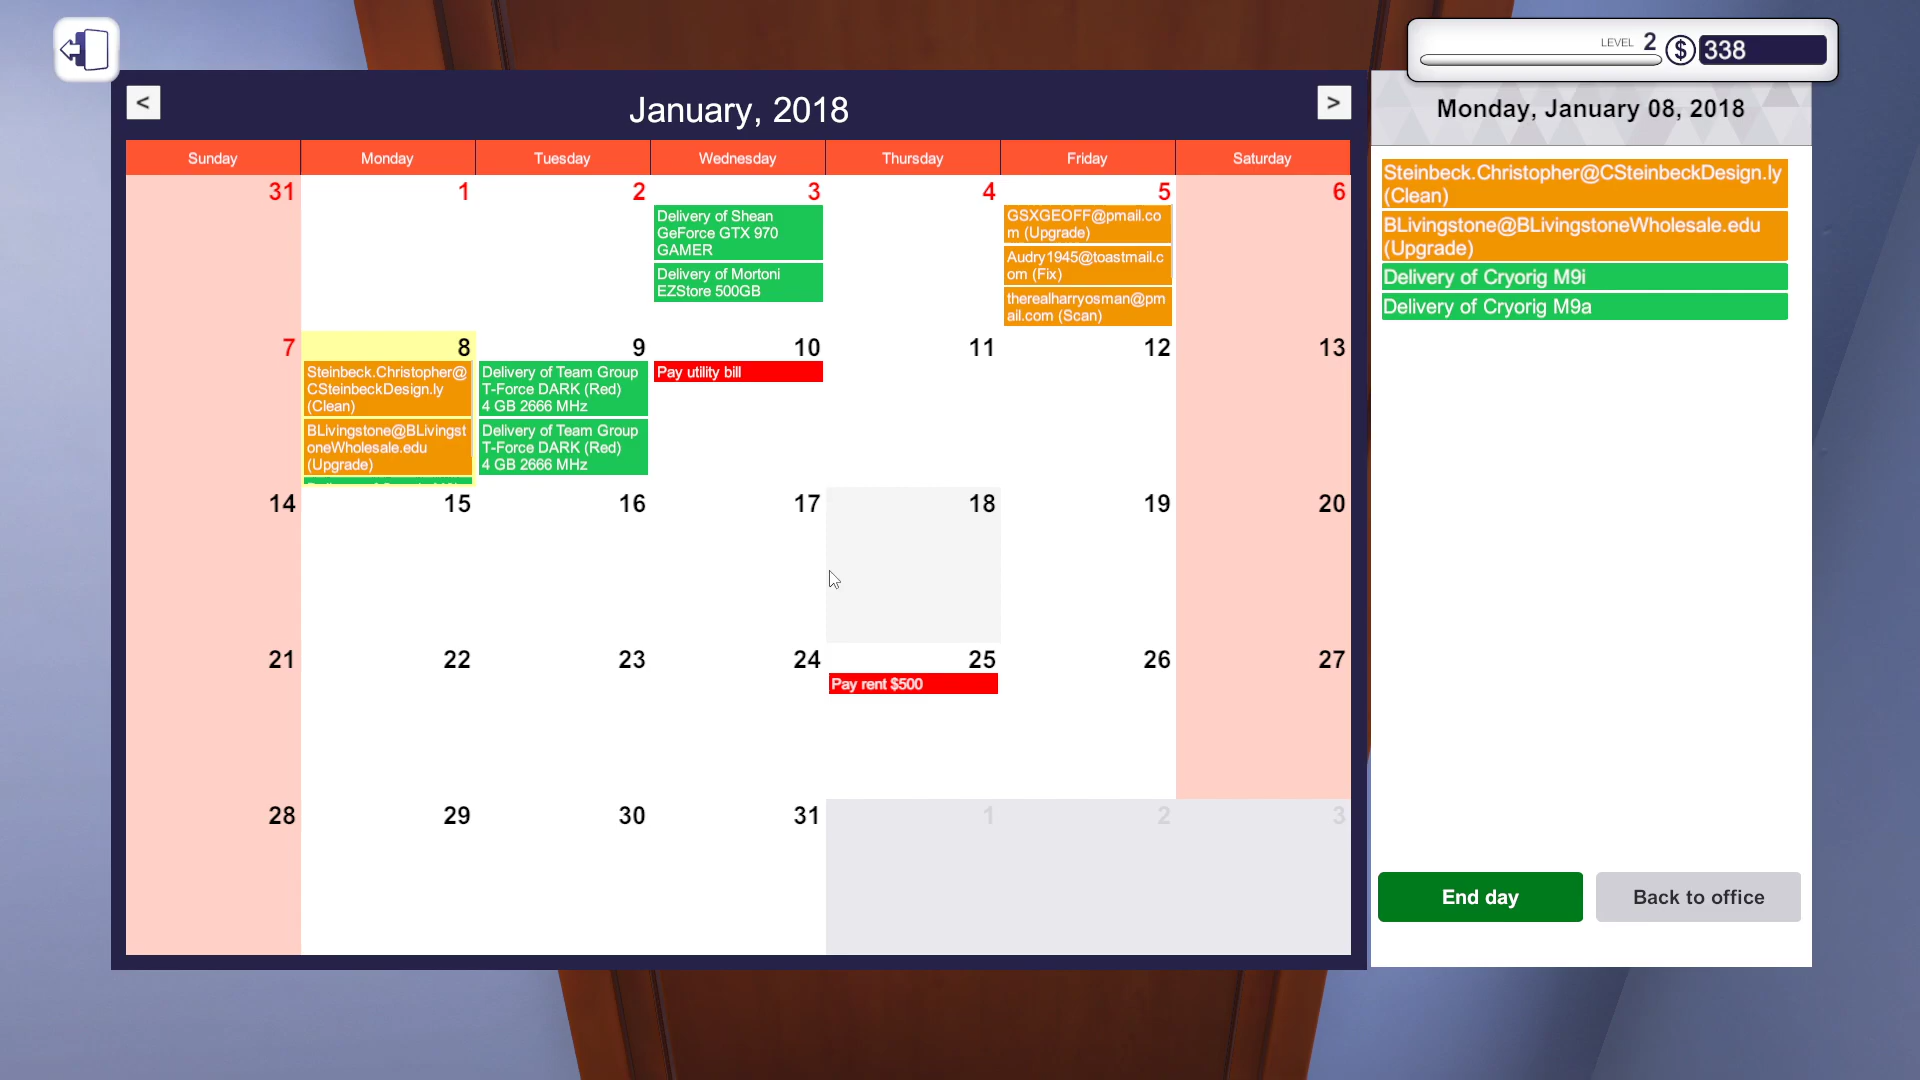 LEVEL 2 $ 338
< January, 2018 >
Monday, January 08, 2018
Sunday Monday Tuesday Wednesday Thursday Friday Saturday
31 1 2 3 4 5 6
Delivery of Shean
GeForce GTX 970
GAMER
Delivery of Mortoni
EZStore 500GB
GSXGEOFF@pmail.co
m (Upgrade)
Audry1945@toastmail.c
om (Fix)
therealharryosman@pm
ail.com (Scan)
7 8 9 10 11 12 13
Steinbeck.Christopher@
CSteinbeckDesign.ly
(Clean)
BLivingstone@BLivingst
oneWholesale.edu
(Upgrade)
Delivery of Team Group
T-Force DARK (Red)
4 GB 2666 MHz
Delivery of Team Group
T-Force DARK (Red)
4 GB 2666 MHz
Pay utility bill
14 15 16 17 18 19 20
21 22 23 24 25 26 27
Pay rent $500
28 29 30 31 1 2 3
Steinbeck.Christopher@CSteinbeckDesign.ly
(Clean)
BLivingstone@BLivingstoneWholesale.edu
(Upgrade)
Delivery of Cryorig M9i
Delivery of Cryorig M9a
End day
Back to office